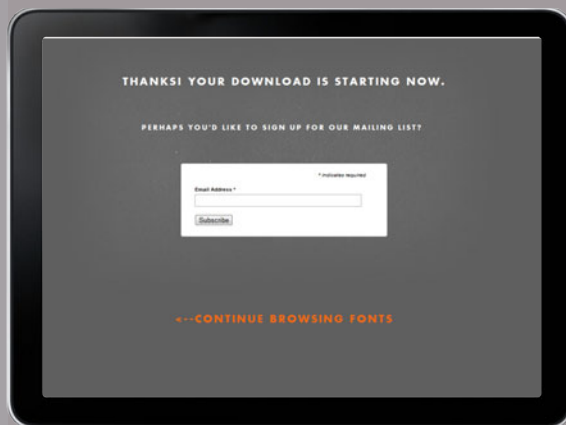 THANKS! YOUR DOWNLOAD IS STARTING NOW.
PERHAPS YOU'D LIKE TO SIGN UP FOR OUR MAILING LIST?
* indicates required
Email Address *
Subscribe
<--CONTINUE BROWSING FONTS